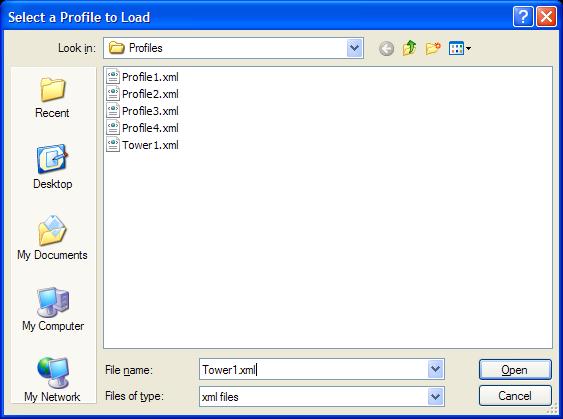 Select a Profile to Load
Look in: Profiles
Recent
Desktop
My Documents
My Computer
My Network
Profile1.xml
Profile2.xml
Profile3.xml
Profile4.xml
Tower1.xml
File name: Tower1.xml Open
Files of type: xml files Cancel